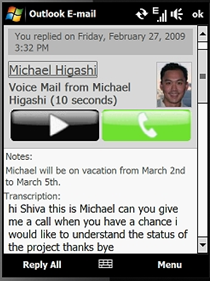 Outlook E-mail
ok
You replied on Friday, February 27, 2009
3:32 PM
Michael Higashi
Voice Mail from Michael
Higashi (10 seconds)
Notes:
Michael will be on vacation from March 2nd
to March 5th.
Transcription:
hi Shiva this is Michael can you give
me a call when you have a chance i
would like to understand the status of
the project thanks bye
Reply All
Menu